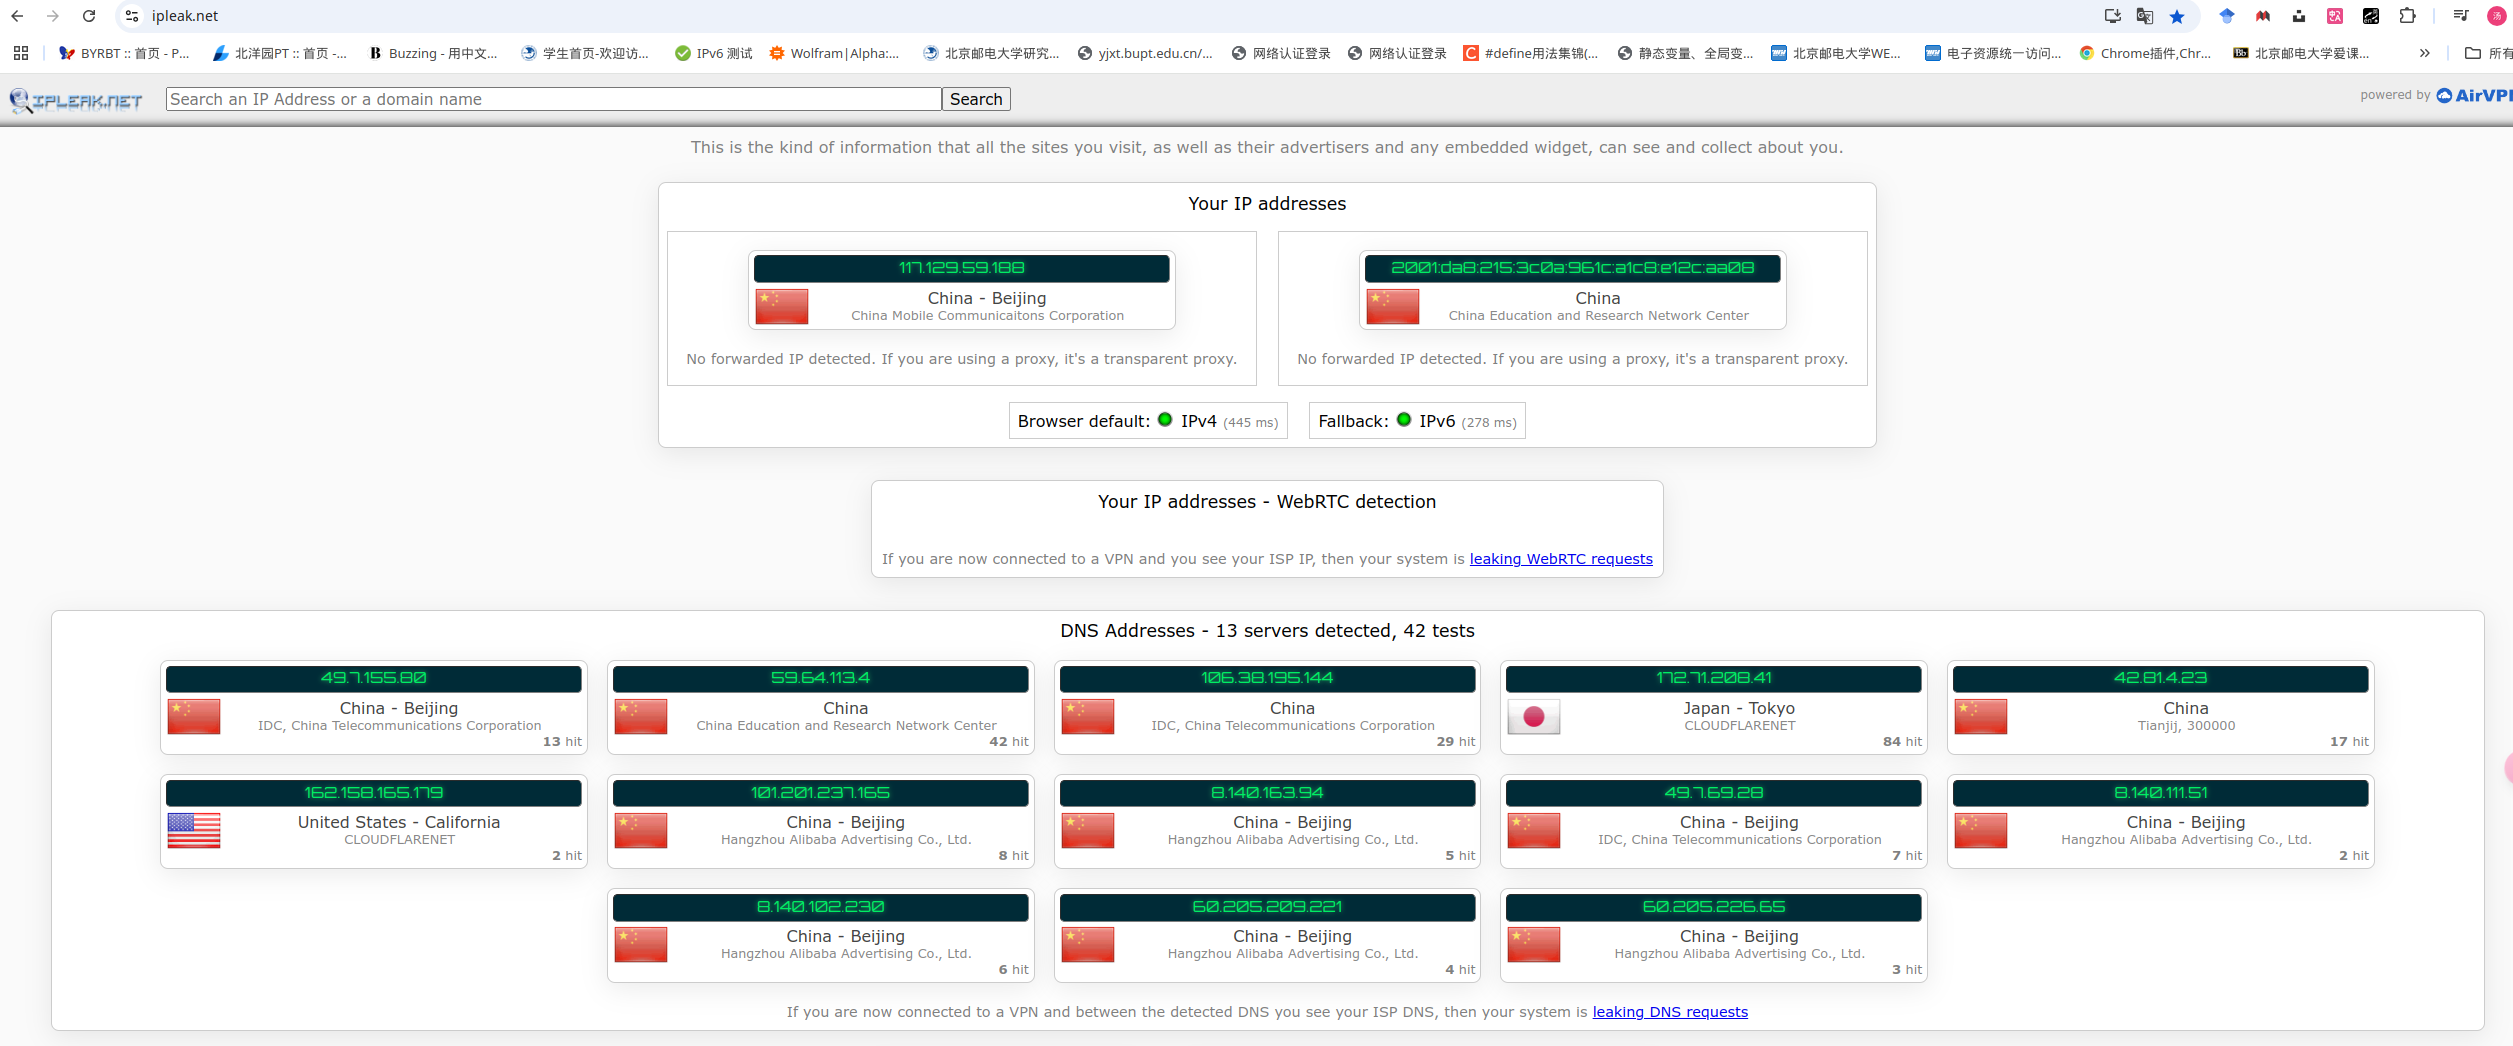 ipleak.net
BYRBT :: 首页 - P...
北洋园PT :: 首页 -...
Buzzing - 用中文...
学生首页-欢迎访...
IPv6 测试
Wolfram|Alpha:...
北京邮电大学研究...
yjxt.bupt.edu.cn/...
网络认证登录
网络认证登录
#define用法集锦(...
静态变量、全局变...
北京邮电大学WE...
电子资源统一访问...
Chrome插件,Chr...
北京邮电大学爱课...
所有
IPLEAK.NET
Search an IP Address or a domain name
Search
powered by AirVPN
This is the kind of information that all the sites you visit, as well as their advertisers and any embedded widget, can see and collect about you.
Your IP addresses
117.129.59.188
China - Beijing
China Mobile Communicaitons Corporation
No forwarded IP detected. If you are using a proxy, it's a transparent proxy.
2001:da8:215:3c0a:961c:a1c8:e12c:aa08
China
China Education and Research Network Center
No forwarded IP detected. If you are using a proxy, it's a transparent proxy.
Browser default: IPv4 (445 ms)
Fallback: IPv6 (278 ms)
Your IP addresses - WebRTC detection
If you are now connected to a VPN and you see your ISP IP, then your system is leaking WebRTC requests
DNS Addresses - 13 servers detected, 42 tests
49.7.155.80
China - Beijing
IDC, China Telecommunications Corporation
13 hit
59.64.113.4
China
China Education and Research Network Center
42 hit
106.38.195.144
China
IDC, China Telecommunications Corporation
29 hit
172.71.208.41
Japan - Tokyo
CLOUDFLARENET
84 hit
42.81.4.23
China
Tianjij, 300000
17 hit
162.158.165.179
United States - California
CLOUDFLARENET
2 hit
101.201.237.165
China - Beijing
Hangzhou Alibaba Advertising Co., Ltd.
8 hit
8.140.163.94
China - Beijing
Hangzhou Alibaba Advertising Co., Ltd.
5 hit
49.7.69.28
China - Beijing
IDC, China Telecommunications Corporation
7 hit
8.140.111.51
China - Beijing
Hangzhou Alibaba Advertising Co., Ltd.
2 hit
8.140.102.230
China - Beijing
Hangzhou Alibaba Advertising Co., Ltd.
6 hit
60.205.209.221
China - Beijing
Hangzhou Alibaba Advertising Co., Ltd.
4 hit
60.205.226.65
China - Beijing
Hangzhou Alibaba Advertising Co., Ltd.
3 hit
If you are now connected to a VPN and between the detected DNS you see your ISP DNS, then your system is leaking DNS requests